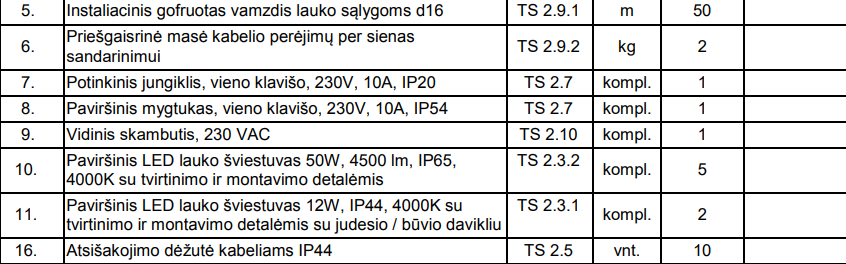 5. Instaliacinis gofruotas vamzdis lauko sąlygoms d16 TS 2.9.1 m 50
6. Priešgaisrinė masė kabelio perėjimų per sienas
sandarinimui TS 2.9.2 kg 2
7. Potinkinis jungiklis, vieno klavišo, 230V, 10A, IP20 TS 2.7 kompl. 1
8. Paviršinis mygtukas, vieno klavišo, 230V, 10A, IP54 TS 2.7 kompl. 1
9. Vidinis skambutis, 230 VAC TS 2.10 kompl. 1
10. Paviršinis LED lauko šviestuvas 50W, 4500 lm, IP65,
4000K su tvirtinimo ir montavimo detalėmis TS 2.3.2 kompl. 5
11. Paviršinis LED lauko šviestuvas 12W, IP44, 4000K su
tvirtinimo ir montavimo detalėmis su judesio / būvio davikliu TS 2.3.1 kompl. 2
16. Atsišakojimo dėžutė kabeliams IP44 TS 2.5 vnt. 10